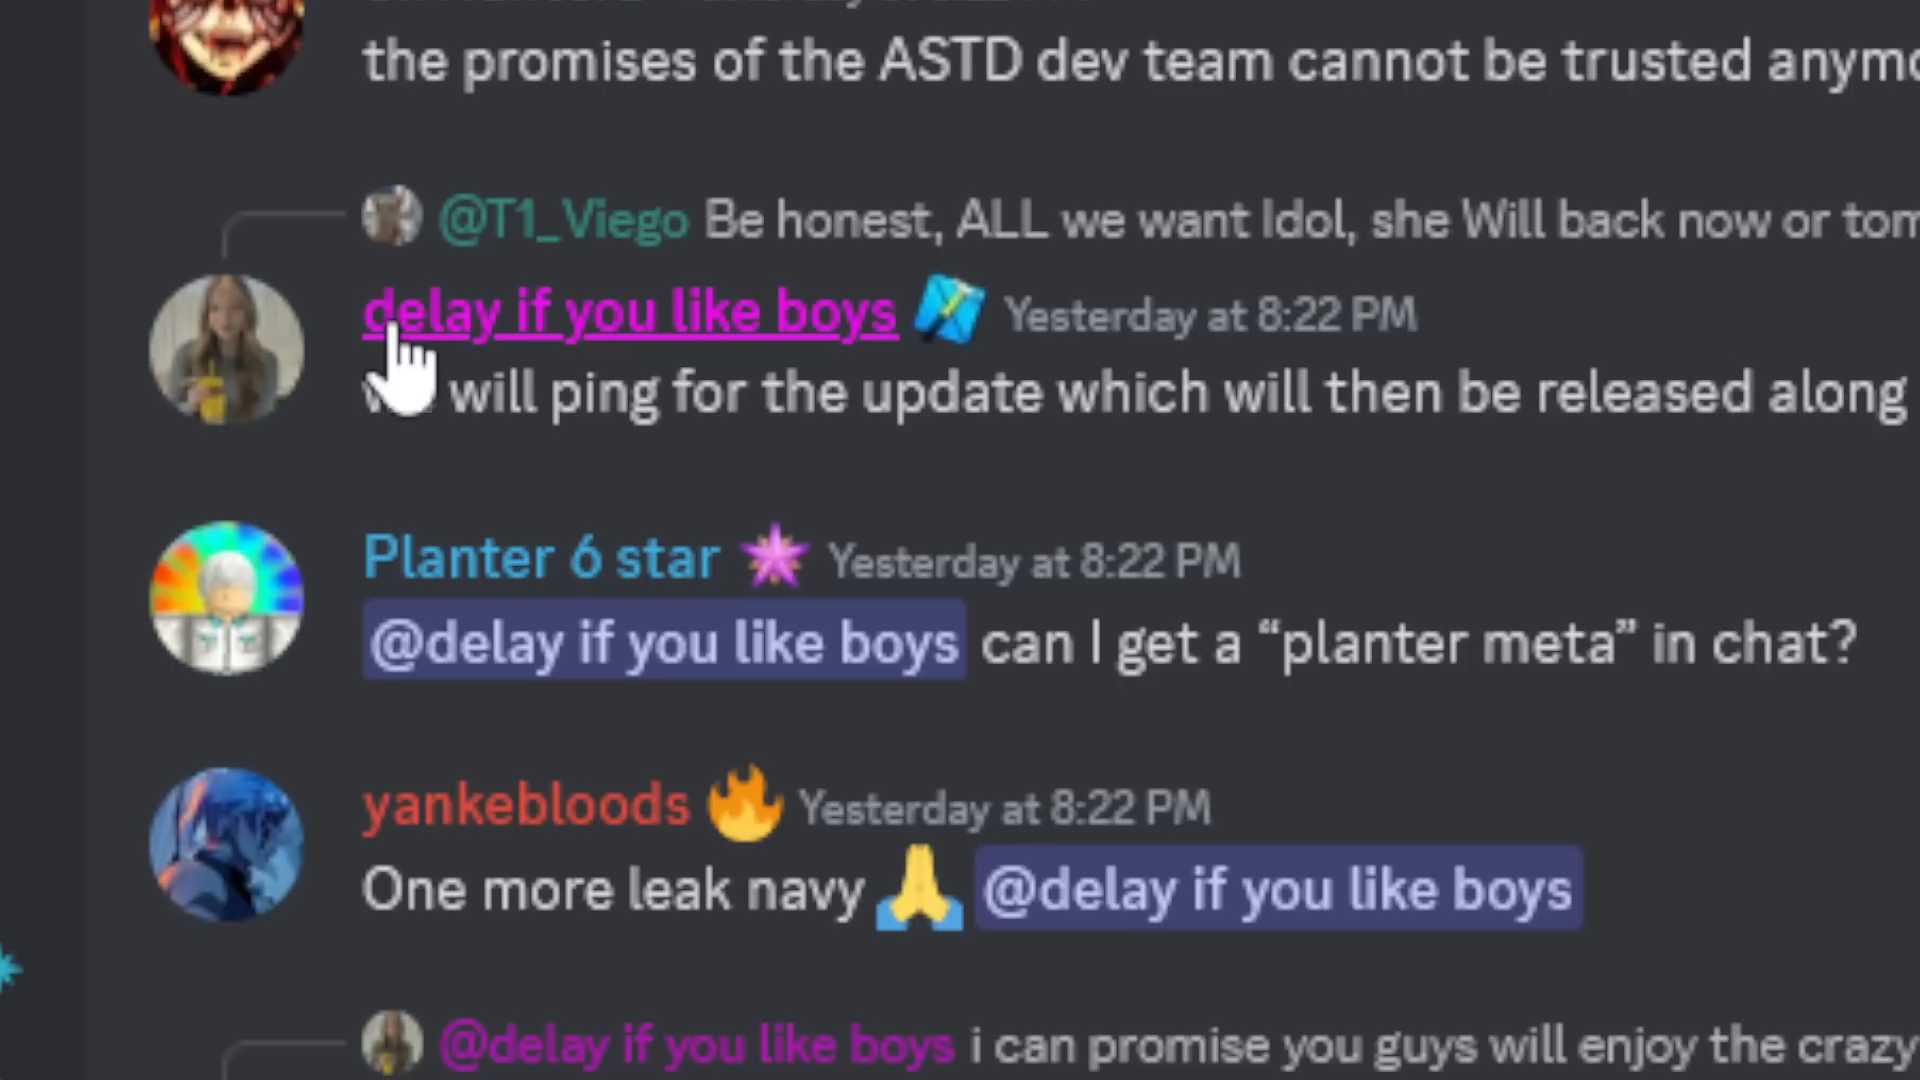 the promises of the ASTD dev team cannot be trusted
@T1_Viego Be honest, ALL we want Idol, she Will back now or
delay if you like boys Yesterday at 8:22 PM
will ping for the update which will then be released along
Planter 6 star Yesterday at 8:22 PM
@delay if you like boys can I get a “planter meta” in chat?
yankebloods Yesterday at 8:22 PM
One more leak navy 🙏 @delay if you like boys
@delay if you like boys i can promise you guys will enjoy the crazy